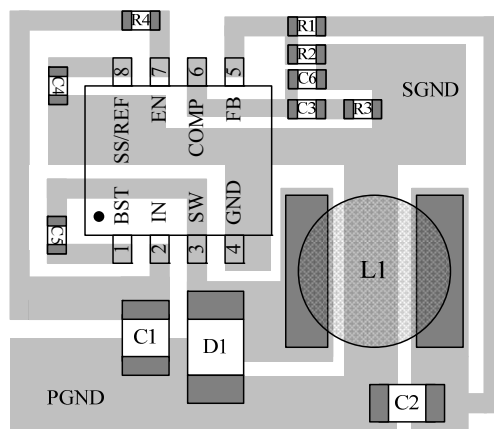 R4
R1
R2
C6
C3 R3
SGND
C4
8 7 6 5
SS/REF EN COMP FB
BST IN SW GND
1 2 3 4
C5
L1
C1
D1
PGND
C2